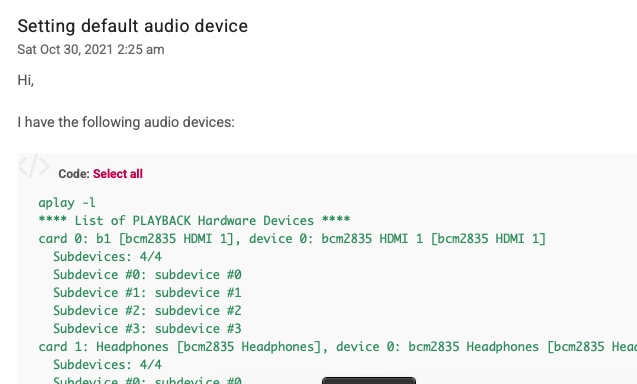 Setting default audio device
Sat Oct 30, 2021 2:25 am
Hi,
I have the following audio devices:
Code: Select all
aplay -l
**** List of PLAYBACK Hardware Devices ****
card 0: b1 [bcm2835 HDMI 1], device 0: bcm2835 HDMI 1 [bcm2835 HDMI 1]
Subdevices: 4/4
Subdevice #0: subdevice #0
Subdevice #1: subdevice #1
Subdevice #2: subdevice #2
Subdevice #3: subdevice #3
card 1: Headphones [bcm2835 Headphones], device 0: bcm2835 Headphones [bcm2835 Hea
Subdevices: 4/4
Subdevice #0: subdevice #0